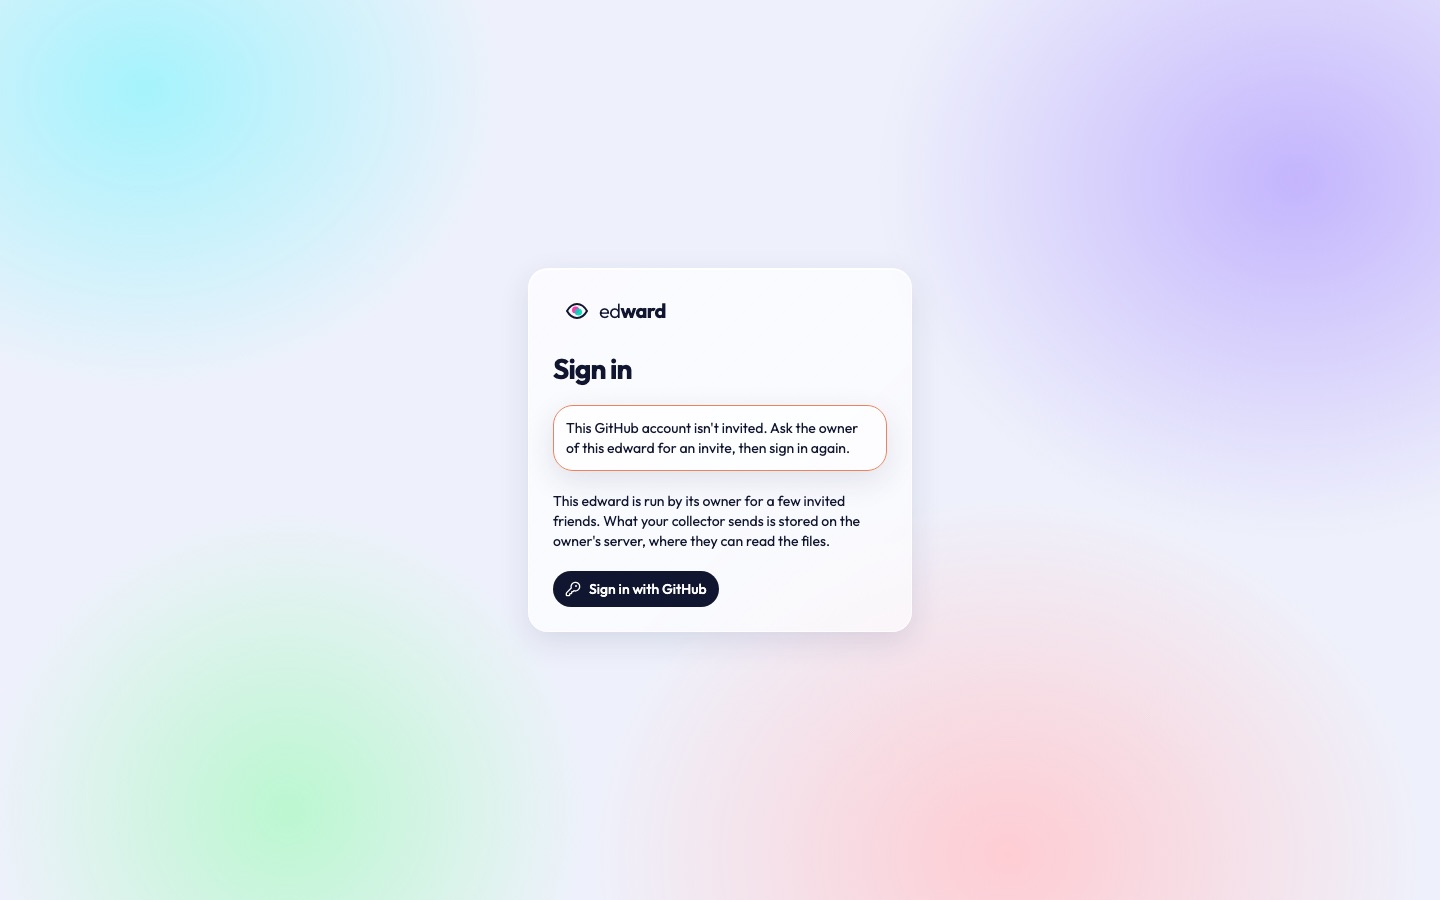 edward
Sign in
This GitHub account isn't invited. Ask the owner
of this edward for an invite, then sign in again.
This edward is run by its owner for a few invited
friends. What your collector sends is stored on the
owner's server, where they can read the files.
Sign in with GitHub